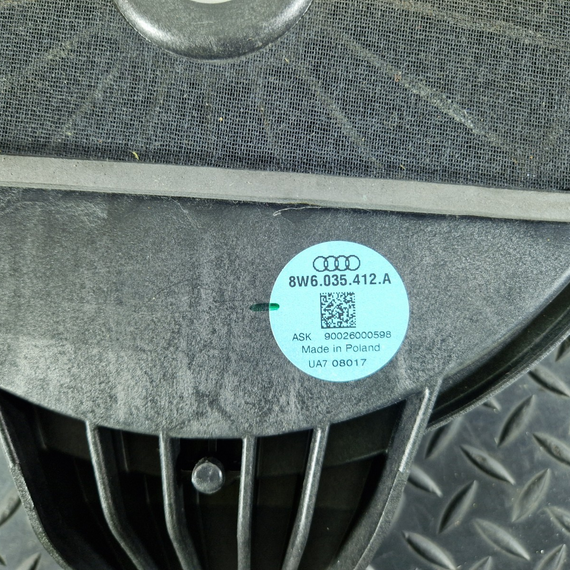 8W6.035.412.A
ASK 90026000598
Made in Poland
UA7 08017